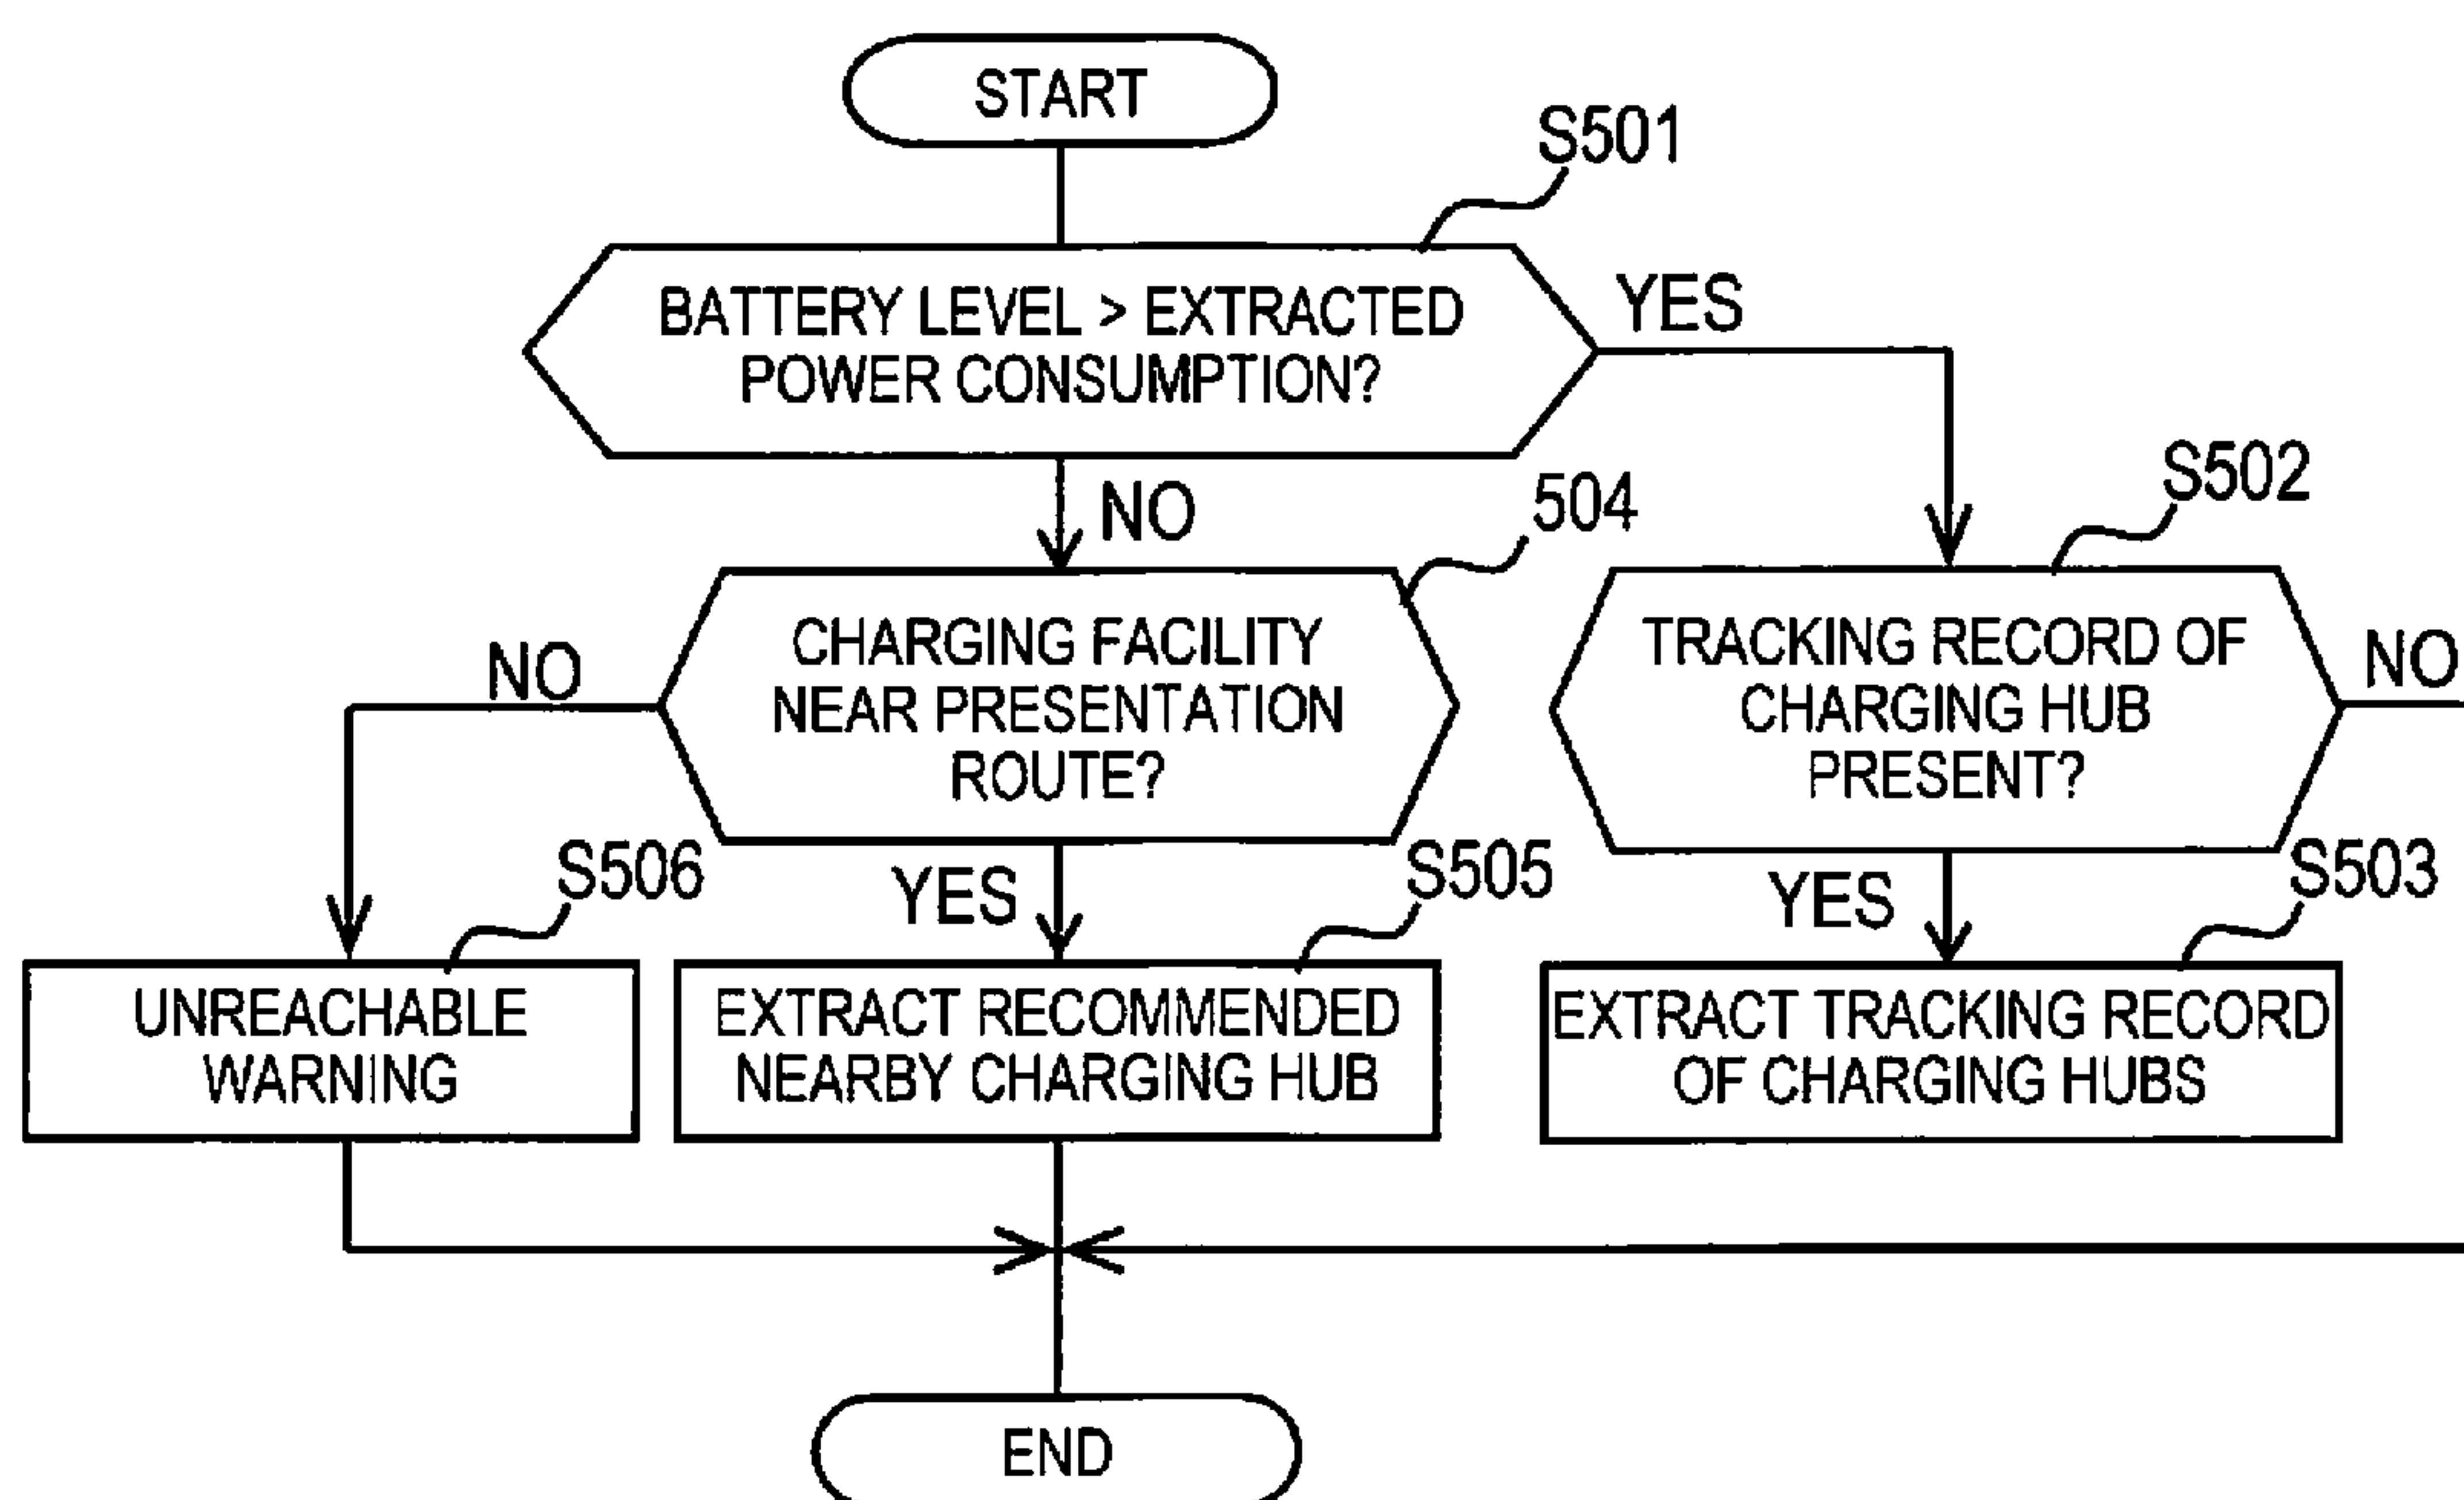 START
S501
BATTERY LEVEL > EXTRACTED
POWER CONSUMPTION?
YES
NO
504
S502
CHARGING FACILITY
NEAR PRESENTATION
ROUTE?
NO
TRACKING RECORD OF
CHARGING HUB
PRESENT?
NO
S506
YES
S505
YES
S503
UNREACHABLE
WARNING
EXTRACT RECOMMENDED
NEARBY CHARGING HUB
EXTRACT TRACKING RECORD
OF CHARGING HUBS
END